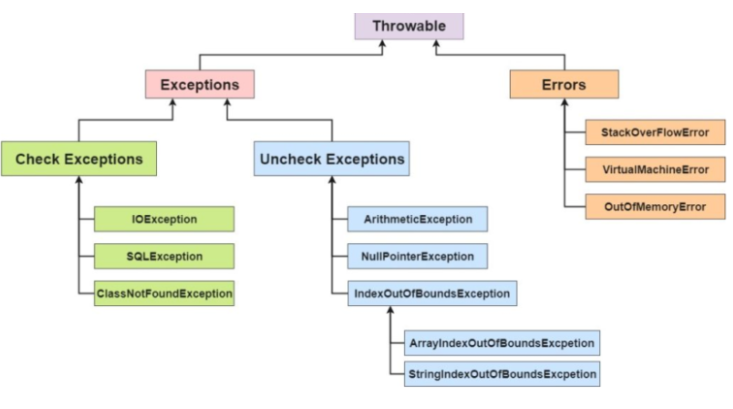 Throwable
Exceptions
Errors
Check Exceptions
Uncheck Exceptions
StackOverFlowError
VirtualMachineError
OutOfMemoryError
IOException
SQLException
ClassNotFoundException
ArithmeticException
NullPointerException
IndexOutOfBoundsException
ArrayIndexOutOfBoundsExcpetion
StringIndexOutOfBoundsExcpetion